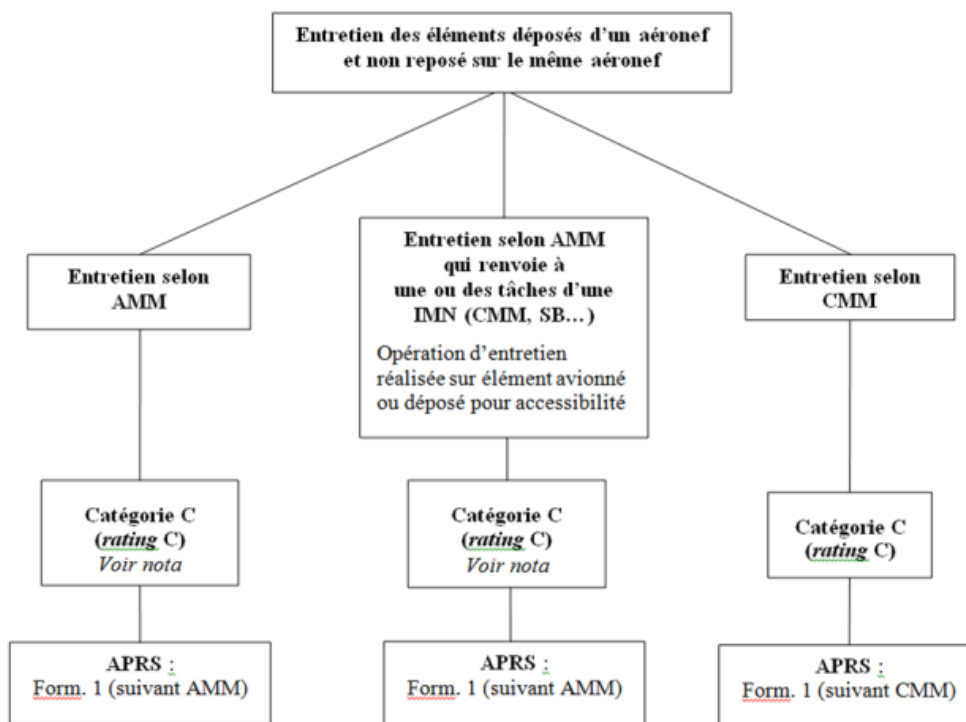 Entretien des éléments déposés d’un aéronef
et non reposé sur le même aéronef
Entretien selon
AMM
Entretien selon AMM
qui renvoie à
une ou des tâches d’une
IMN (CMM, SB…)
Opération d’entretien
réalisée sur élément avionné
ou déposé pour accessibilité
Entretien selon
CMM
Catégorie C
(rating C)
Voir nota
Catégorie C
(rating C)
Voir nota
Catégorie C
(rating C)
APRS :
Form. 1 (suivant AMM)
APRS :
Form. 1 (suivant AMM)
APRS :
Form. 1 (suivant CMM)